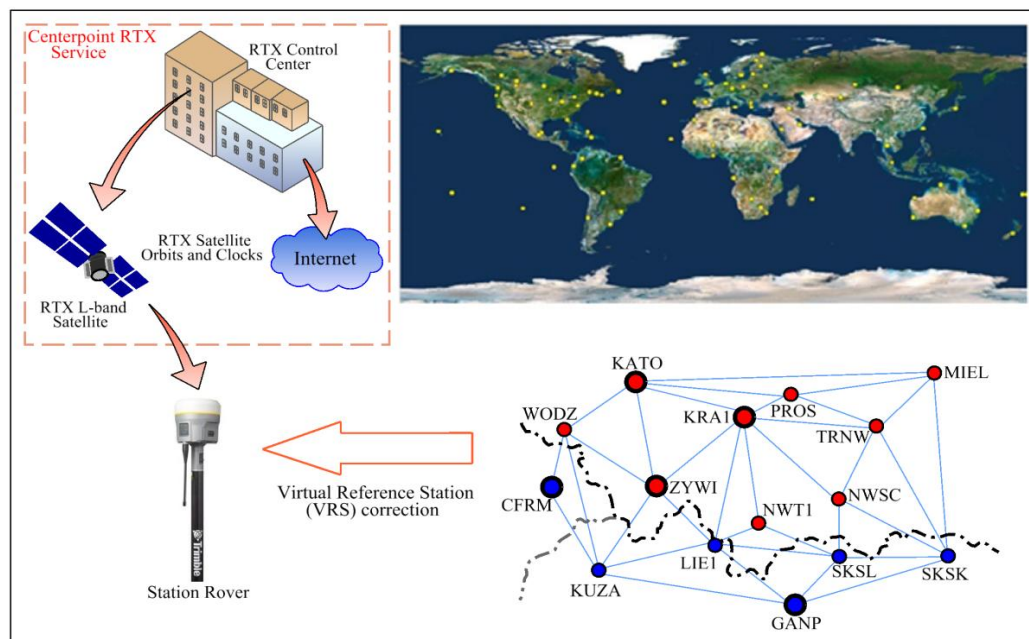 Centerpoint RTX
Service
RTX Control
Center
RTX Satellite
Orbits and Clocks
Internet
RTX L-band
Satellite
Trimble
Station Rover
Virtual Reference Station
(VRS) correction
KATO
MIEL
WODZ
KRA1
PROS
TRNW
CFRM
ZYWI
NWT1
NWSC
LIE1
KUZA
SKSL
SKSK
GANP